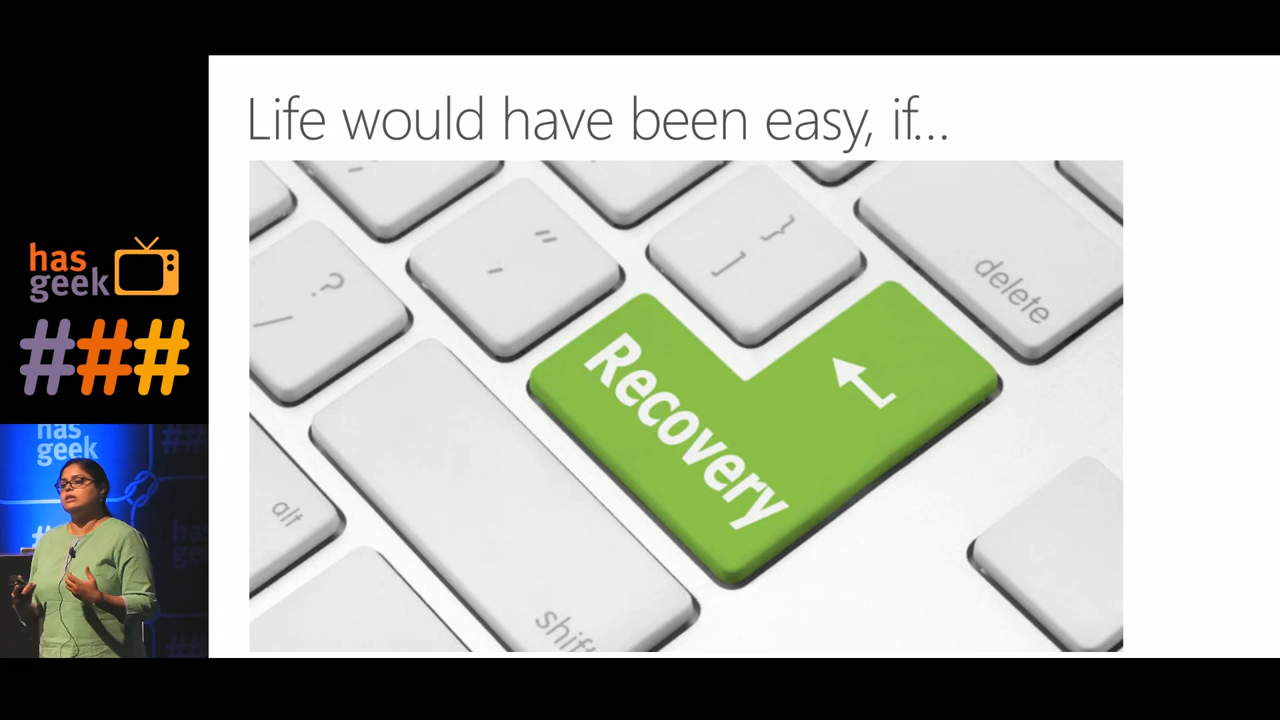 Life would have been easy, if...
has
geek
###
has
geek
?
/
"
'
}
]
delete
Recovery
alt
shift